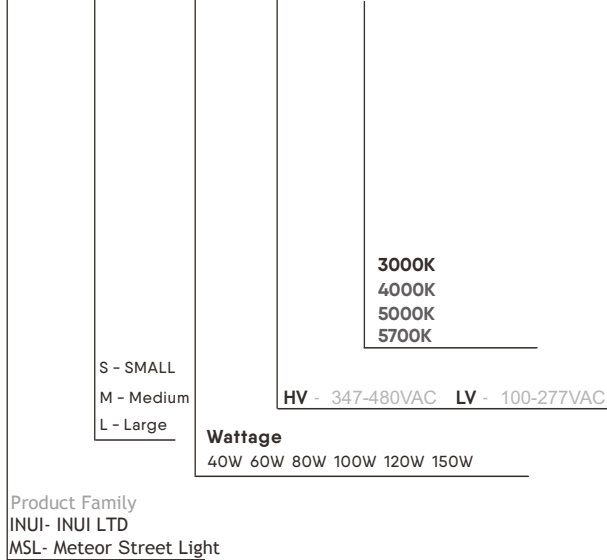 3000K
4000K
5000K
5700K
S - SMALL
M - Medium
L - Large
HV - 347-480VAC LV - 100-277VAC
Wattage
40W 60W 80W 100W 120W 150W
Product Family
INUI- INUI LTD
MSL- Meteor Street Light